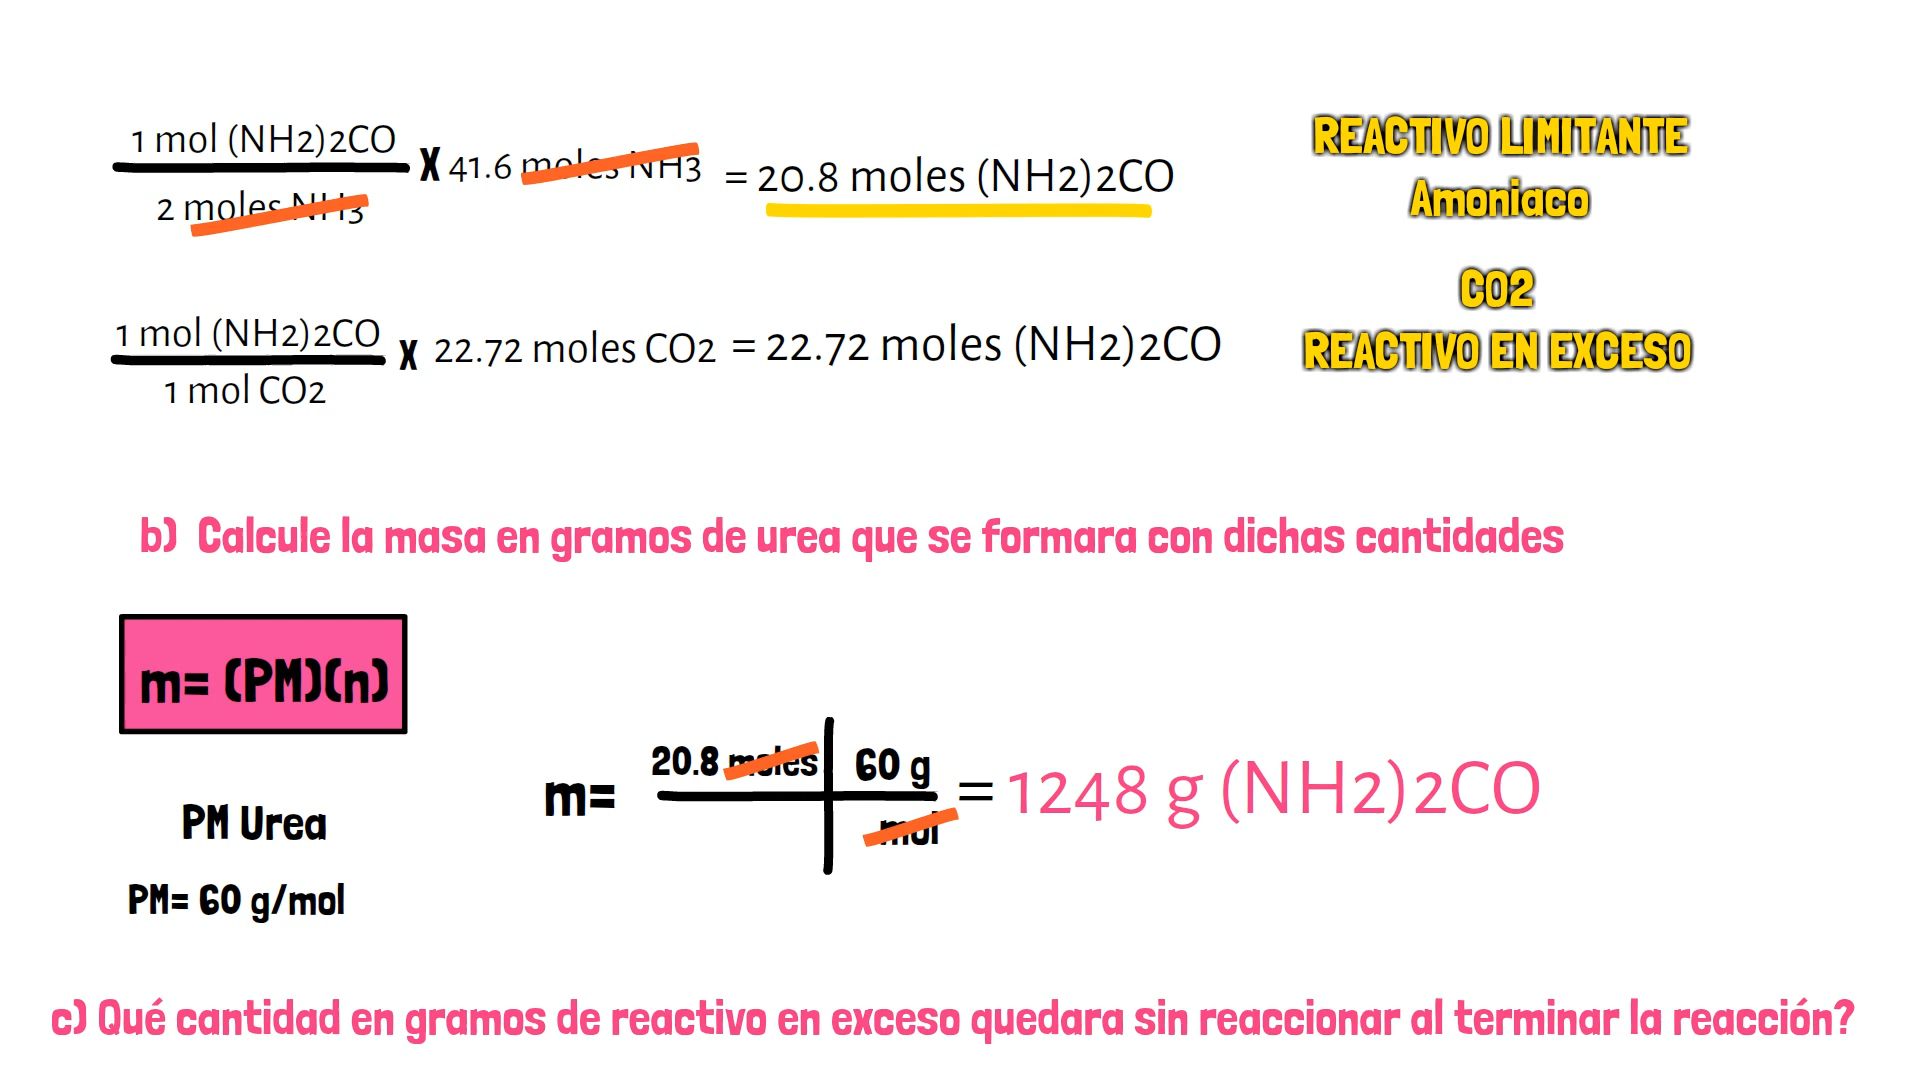 1 mol (NH2)2CO
2 moles NH3
X 41.6 moles NH3 = 20.8 moles (NH2)2CO
REACTIVO LIMITANTE
Amoniaco
CO2
REACTIVO EN EXCESO
1 mol (NH2)2CO
1 mol CO2
X 22.72 moles CO2 = 22.72 moles (NH2)2CO
b) Calcule la masa en gramos de urea que se formara con dichas cantidades
m= (PM)(n)
PM Urea
PM= 60 g/mol
m= 20.8 moles 60 g
mol
= 1248 g (NH2)2CO
c) Qué cantidad en gramos de reactivo en exceso quedara sin reaccionar al terminar la reacción?